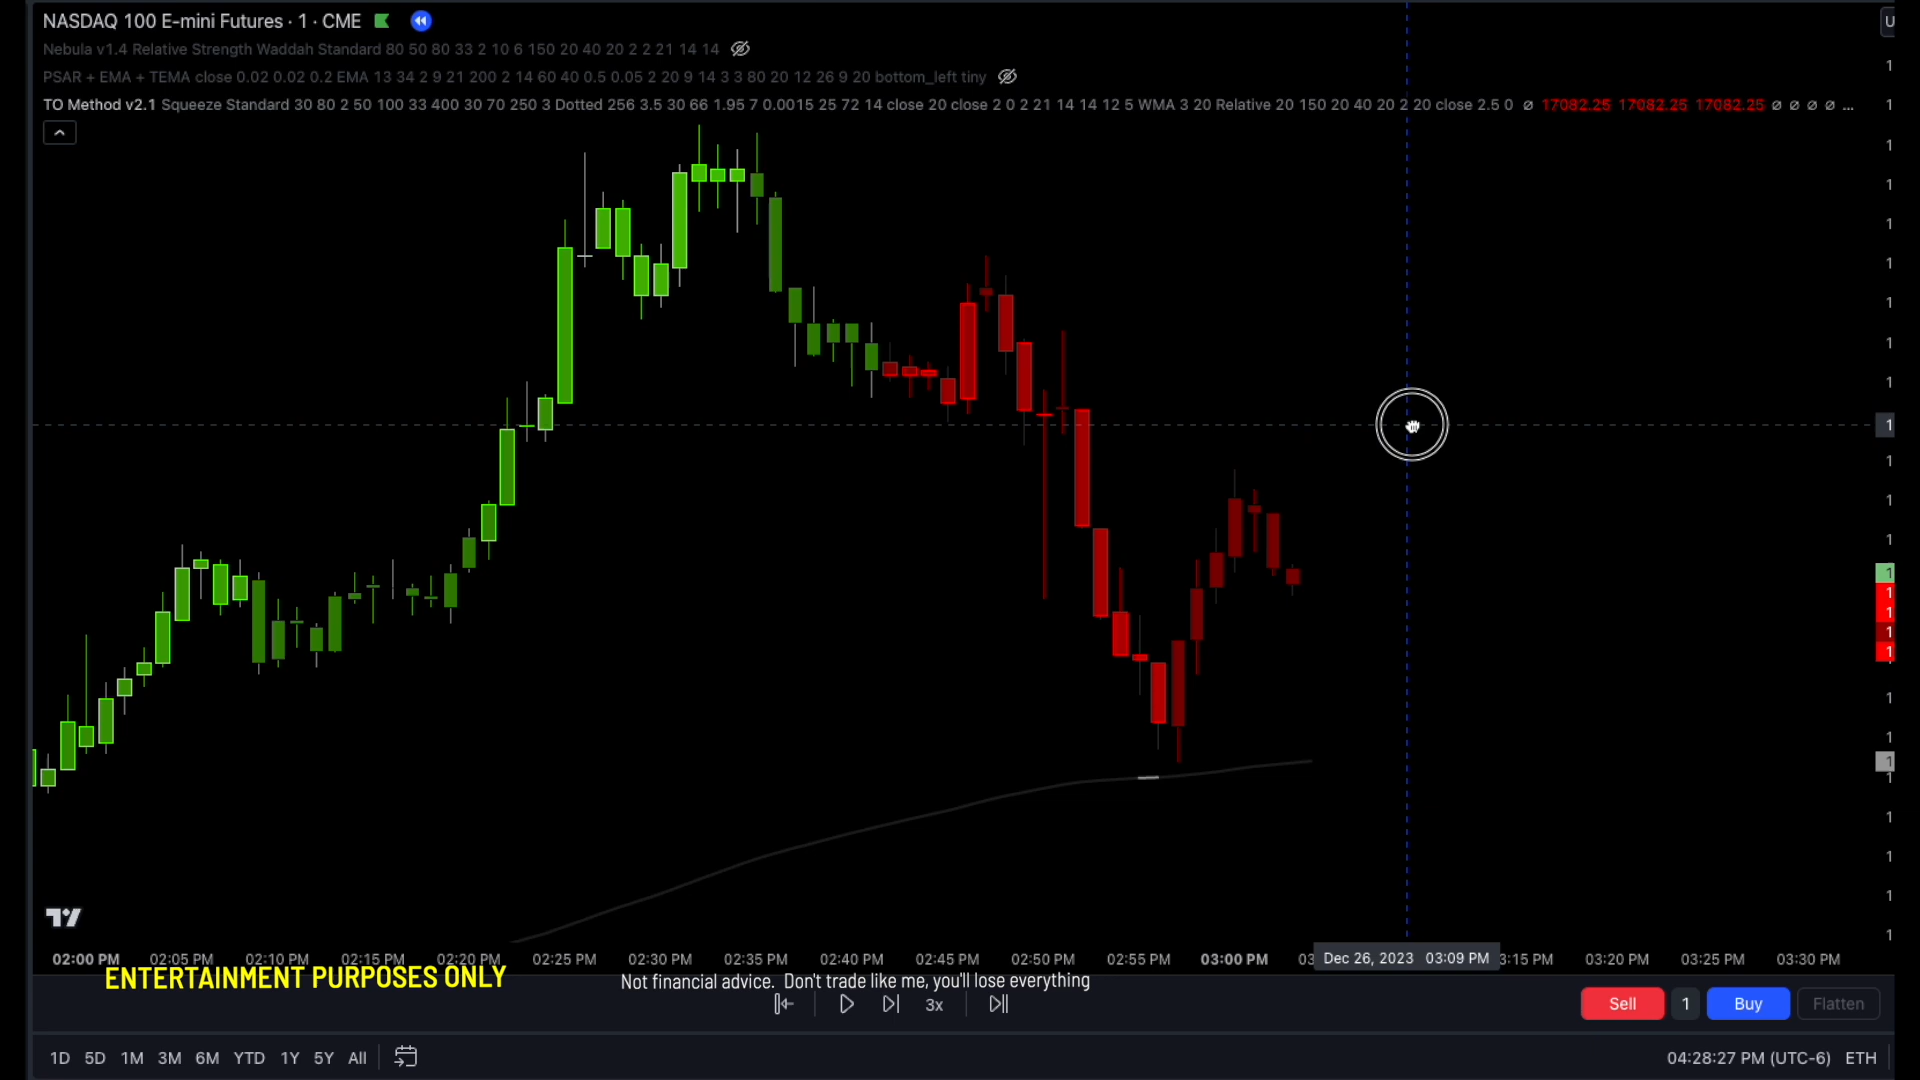 NASDAQ 100 E-mini Futures · 1 · CME
U
Nebula v1.4 Relative Strength Waddah Standard 80 50 80 33 2 10 6 150 20 40 20 2 2 21 14 14
PSAR + EMA + TEMA close 0.02 0.02 0.2 EMA 13 34 2 9 21 200 2 14 60 40 0.5 0.05 2 20 9 14 3 3 80 20 12 26 9 20 bottom_left tiny
TO Method v2.1 Squeeze Standard 30 80 2 50 100 33 400 30 70 250 3 Dotted 256 3.5 30 66 1.95 7 0.0015 25 72 14 close 20 close 2 0 2 21 14 14 12 5 WMA 3 20 Relative 20 150 20 40 20 2 20 close 2.5 0 ∅ 17082.25 17082.25 17082.25 ∅ ∅ ∅ ∅ ...
02:00 PM 02:05 PM 02:10 PM 02:15 PM 02:20 PM 02:25 PM 02:30 PM 02:35 PM 02:40 PM 02:45 PM 02:50 PM 02:55 PM 03:00 PM 03 Dec 26, 2023 03:09 PM 3:15 PM 03:20 PM 03:25 PM 03:30 PM
ENTERTAINMENT PURPOSES ONLY
Not financial advice. Don't trade like me, you'll lose everything
3x
Sell 1 Buy Flatten
1D 5D 1M 3M 6M YTD 1Y 5Y All
04:28:27 PM (UTC-6) ETH